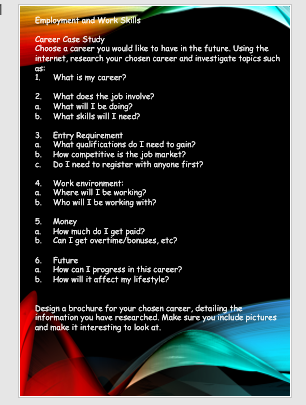 Employment and Work Skills
Career Case Study
Choose a career you would like to have in the future. Using the
internet, research your chosen career and investigate topics such
as:
1. What is my career?
2. What does the job involve?
a. What will I be doing?
b. What skills will I need?
3. Entry Requirement
a. What qualifications do I need to gain?
b. How competitive is the job market?
c. Do I need to register with anyone first?
4. Work environment:
a. Where will I be working?
b. Who will I be working with?
5. Money
a. How much do I get paid?
b. Can I get overtime/bonuses, etc?
6. Future
a. How can I progress in this career?
b. How will it affect my lifestyle?
Design a brochure for your chosen career, detailing the
information you have researched. Make sure you include pictures
and make it interesting to look at.